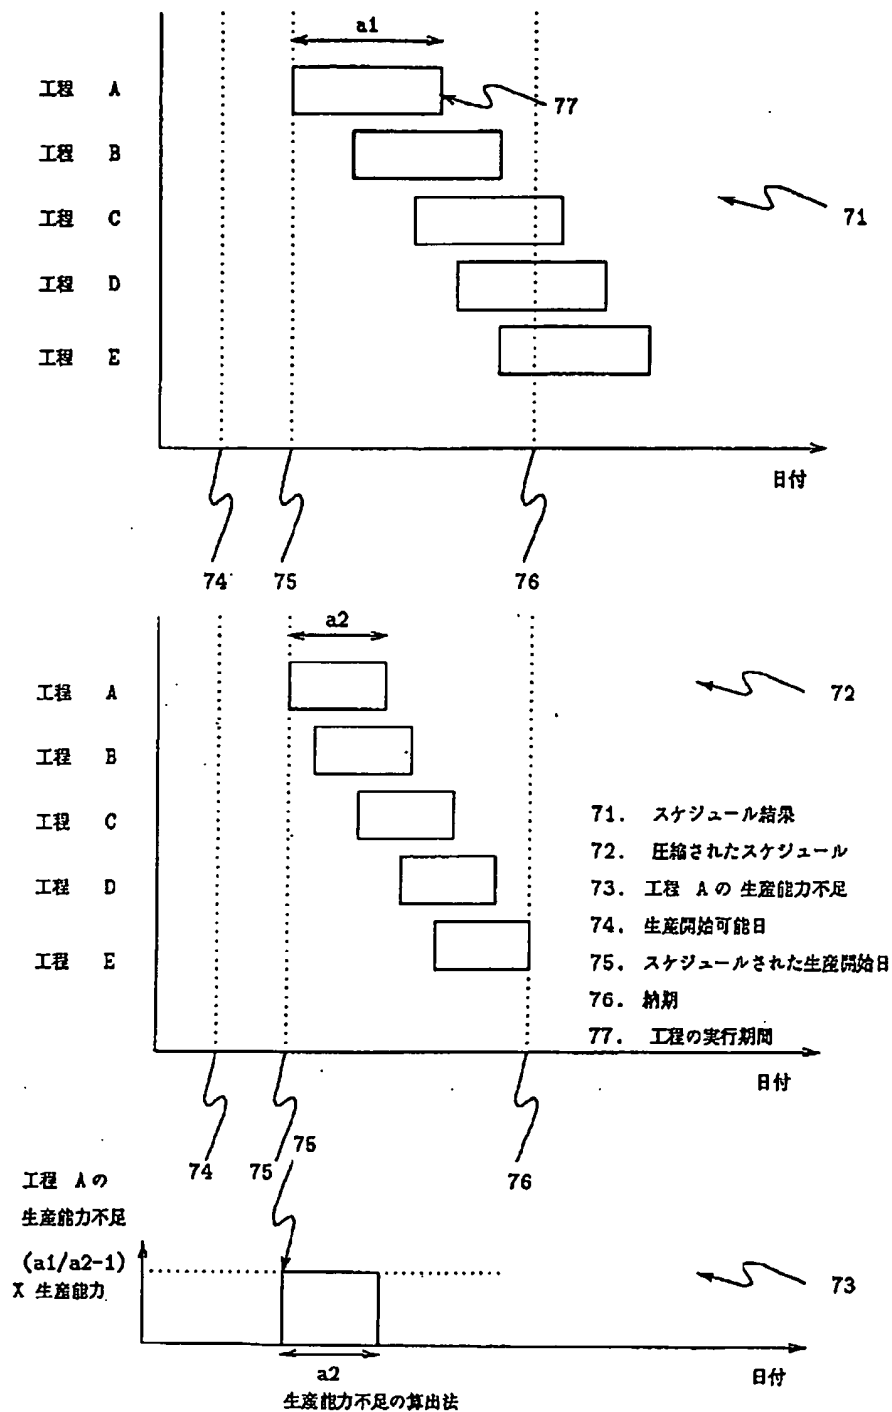 a1
工程 A
77
工程 B
工程 C
71
工程 D
工程 E
日付
74
75
76
a2
工程 A
72
工程 B
工程 C
工程 D
工程 E
71. スケジュール結果
72. 圧縮されたスケジュール
73. 工程 Aの 生産能力不足
74. 生産開始可能日
75. スケジュールされた生産開始日
76. 納期
77. 工程の実行期間
日付
74
75
75
76
工程 Aの
生産能力不足
(a1/a2-1)
X 生産能力
73
a2
日付
生産能力不足の算出法